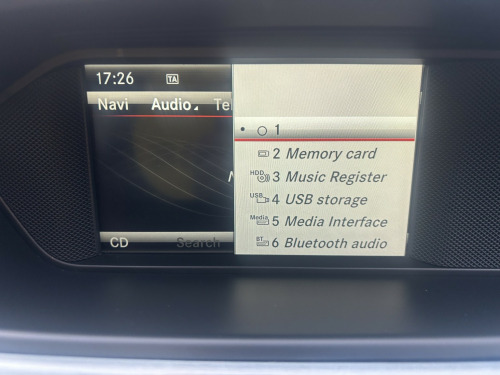 17:26 TA
Navi Audio Te
1
2 Memory card
HDD 3 Music Register
USB 4 USB storage
Media 5 Media Interface
BT 6 Bluetooth audio
CD Search